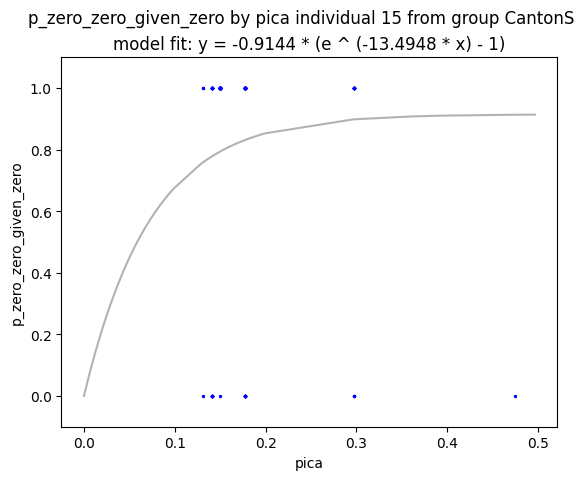 p_zero_zero_given_zero by pica individual 15 from group CantonS
model fit: y = -0.9144 * (e ^ (-13.4948 * x) - 1)
1.0
0.8
0.6
0.4
0.2
0.0
p_zero_zero_given_zero
0.0 0.1 0.2 0.3 0.4 0.5
pica